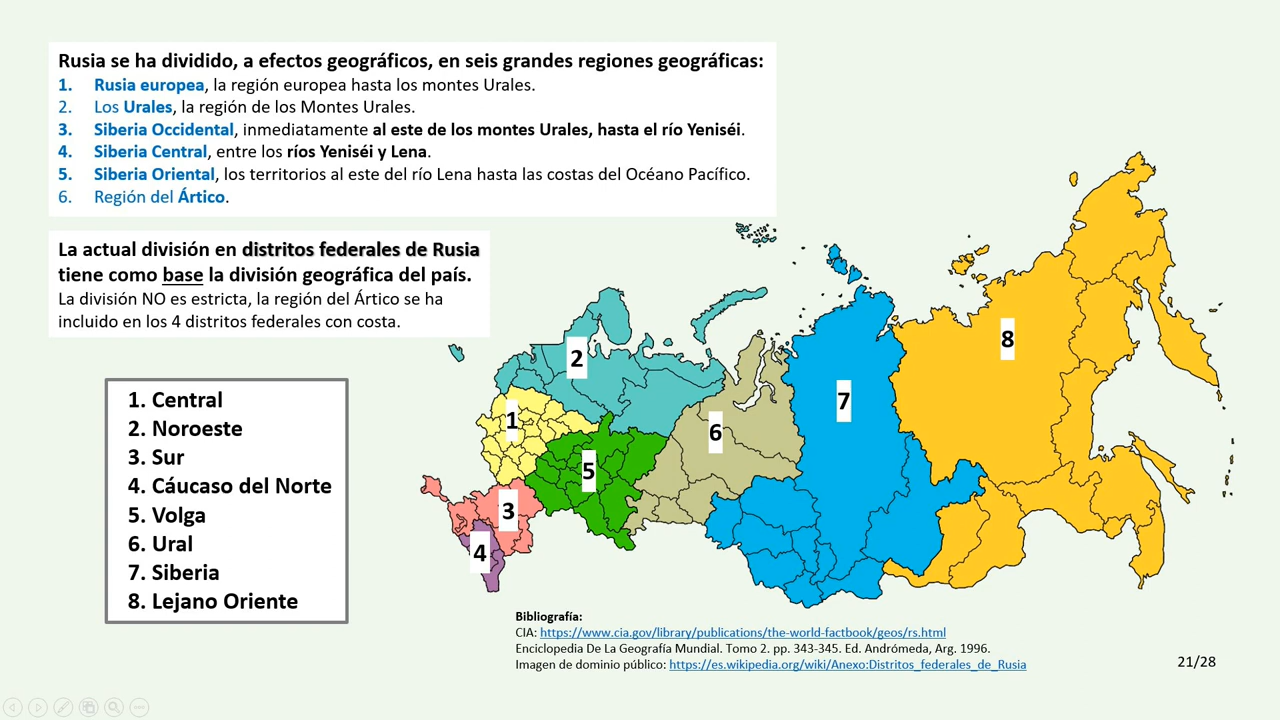 Rusia se ha dividido, a efectos geográficos, en seis grandes regiones geográficas:
1. Rusia europea, la región europea hasta los montes Urales.
2. Los Urales, la región de los Montes Urales.
3. Siberia Occidental, inmediatamente al este de los montes Urales, hasta el río Yeniséi.
4. Siberia Central, entre los ríos Yeniséi y Lena.
5. Siberia Oriental, los territorios al este del río Lena hasta las costas del Océano Pacífico.
6. Región del Ártico.
La actual división en distritos federales de Rusia
tiene como base la división geográfica del país.
La división NO es estricta, la región del Ártico se ha
incluido en los 4 distritos federales con costa.
1. Central
2. Noroeste
3. Sur
4. Cáucaso del Norte
5. Volga
6. Ural
7. Siberia
8. Lejano Oriente
8
2
7
1
6
5
3
4
Bibliografía:
CIA: https://www.cia.gov/library/publications/the-world-factbook/geos/rs.html
Enciclopedia De La Geografía Mundial. Tomo 2. pp. 343-345. Ed. Andrómeda, Arg. 1996.
Imagen de dominio público: https://es.wikipedia.org/wiki/Anexo:Distritos_federales_de_Rusia
21/28